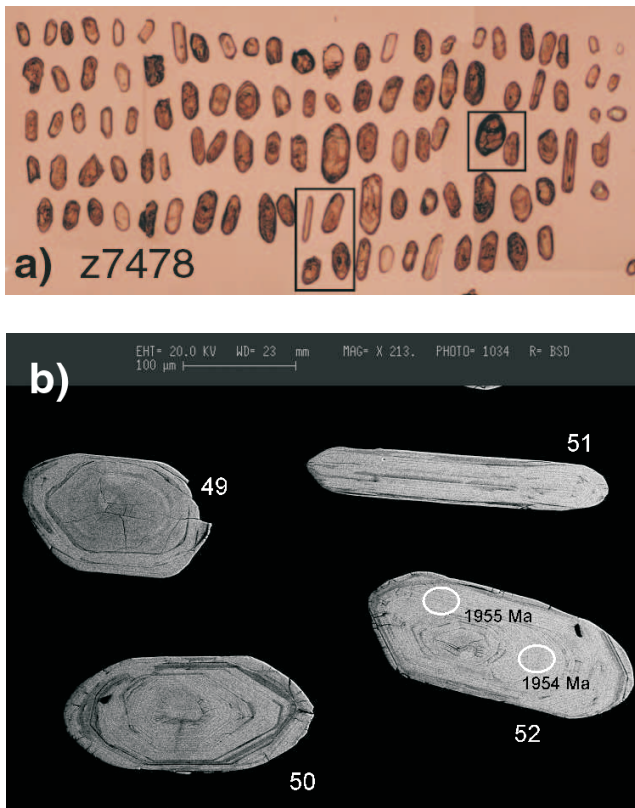 a) z7478
EHT= 20.0 KV WD= 23 mm MAG= X 213. PHOTO= 1034 R= BSD
100 µm
b)
51
49
1955 Ma
1954 Ma
52
50